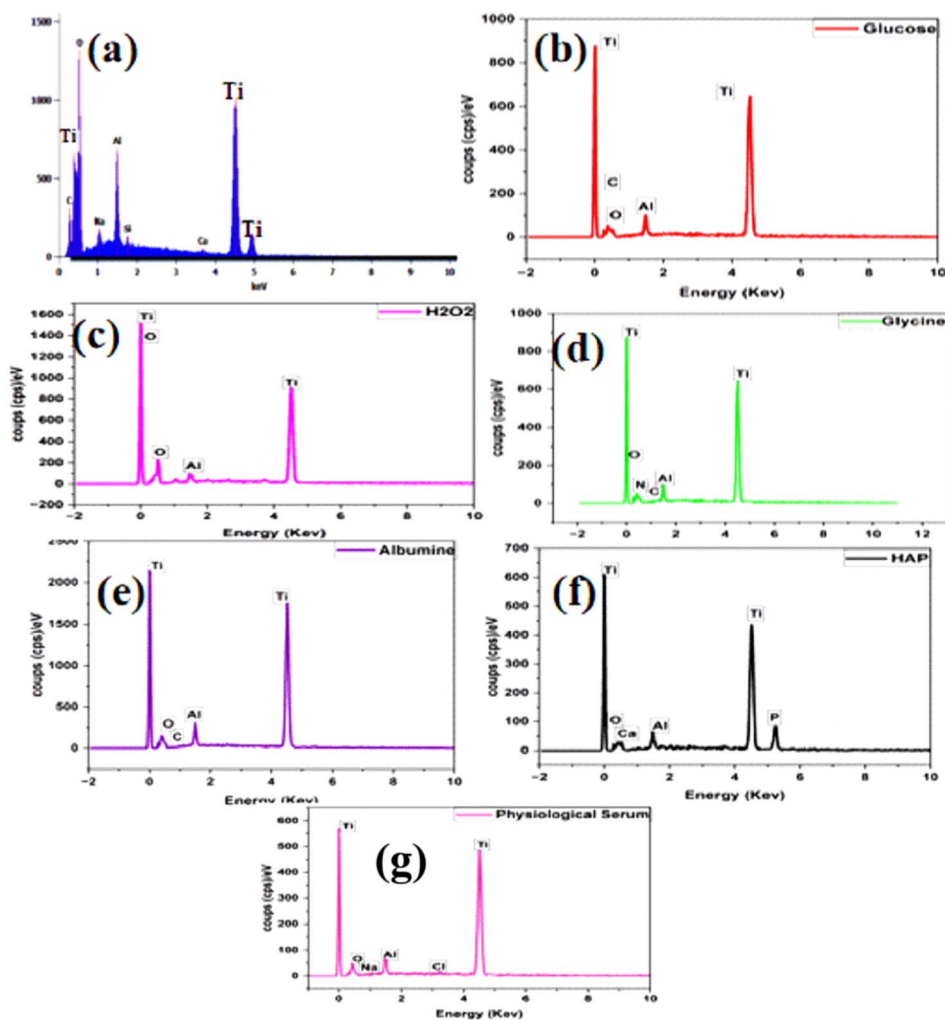 (a)
1500
1000
500
0
Ti
C
O
Na
Al
Si
Ca
Ti
Ti
0.0 1 2 3 4 5 6 7 8 9 10.1
keV
(b)
Glucose
coups (cps)/eV
1000
800
600
400
200
0
Ti
C
O
Al
Ti
−2 0 2 4 6 8 10
Energy (Kev)
(c)
H2O2
coups (cps)/eV
1600
1400
1200
1000
800
600
400
200
0
−200
Ti
O
O
Al
Ti
−2 0 2 4 6 8 10
Energy (Kev)
(d)
Glycine
coups (cps)/eV
1000
800
600
400
200
0
Ti
O
N
C
Al
Ti
−2 0 2 4 6 8 10 12
Energy (Kev)
(e)
Albumine
coups (cps)/eV
2500
2000
1500
1000
500
0
Ti
O
C
Al
Ti
−2 0 2 4 6 8 10
Energy (Kev)
(f)
HAP
coups (cps)/eV
700
600
500
400
300
200
100
0
Ti
O
Ca
Al
Ti
P
−2 0 2 4 6 8 10
Energy (Kev)
(g)
Physiological Serum
coups (cps)/eV
600
500
400
300
200
100
0
Ti
O
Na
Al
Cl
Ti
0 2 4 6 8 10
Energy (Kev)